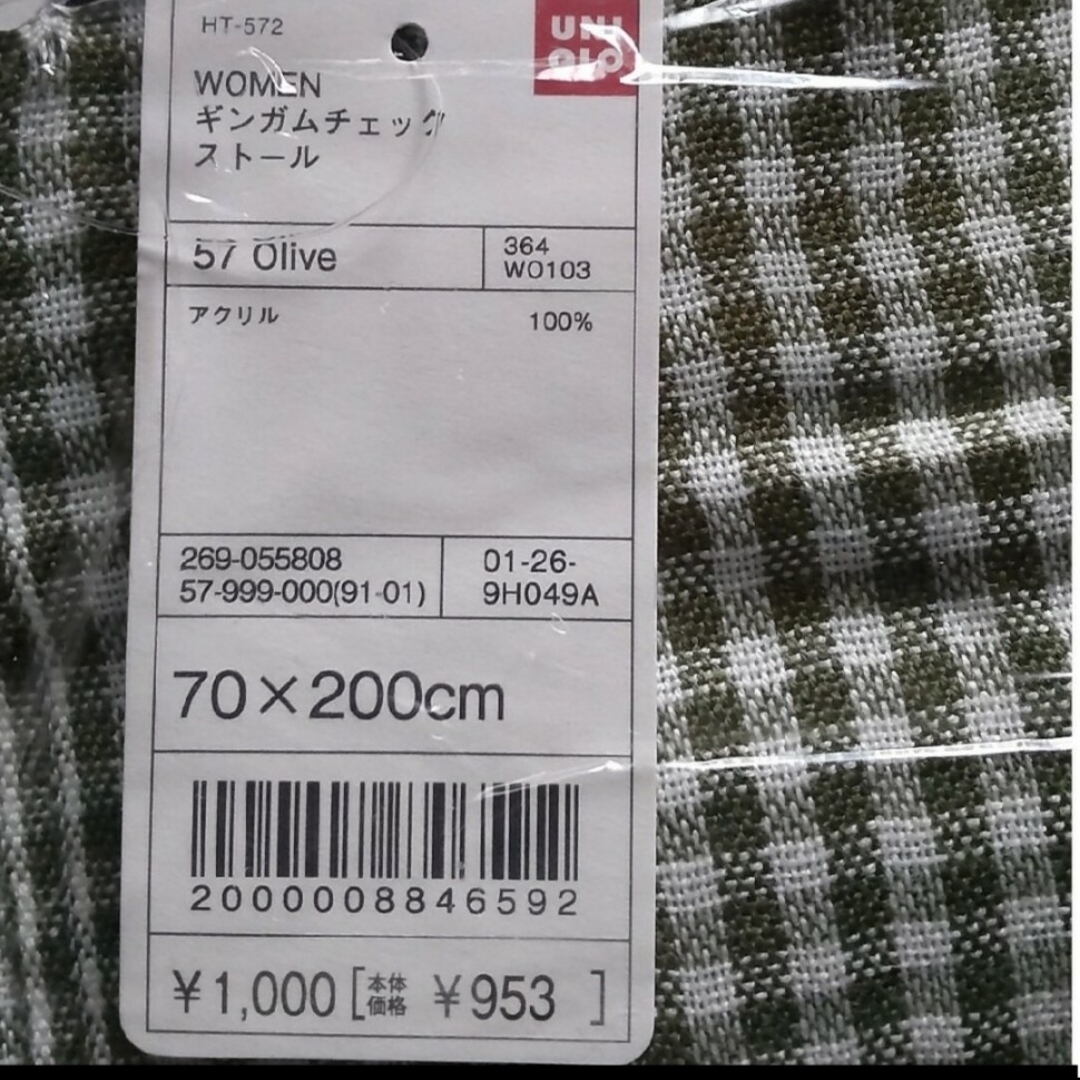 HT-572
UNI
QLO
WOMEN
ギンガムチェック
ストール
57 Olive
364
W0103
アクリル 100%
269-055808
57-999-000(91-01)
01-26-
9H049A
70×200cm
2000008846592
¥1,000[本体価格 ¥953 ]